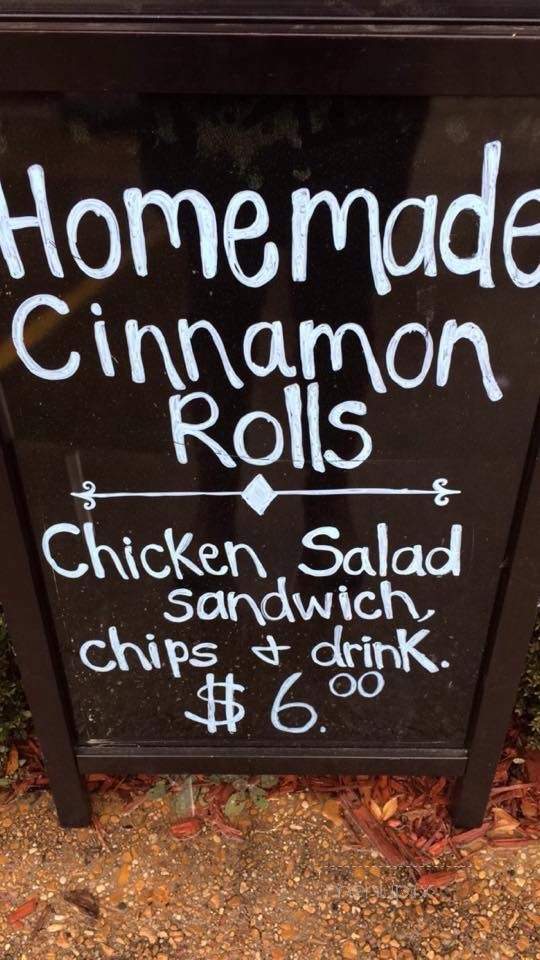 Homemade
Cinnamon
Rolls
Chicken Salad
sandwich,
chips + drink.
$6.00